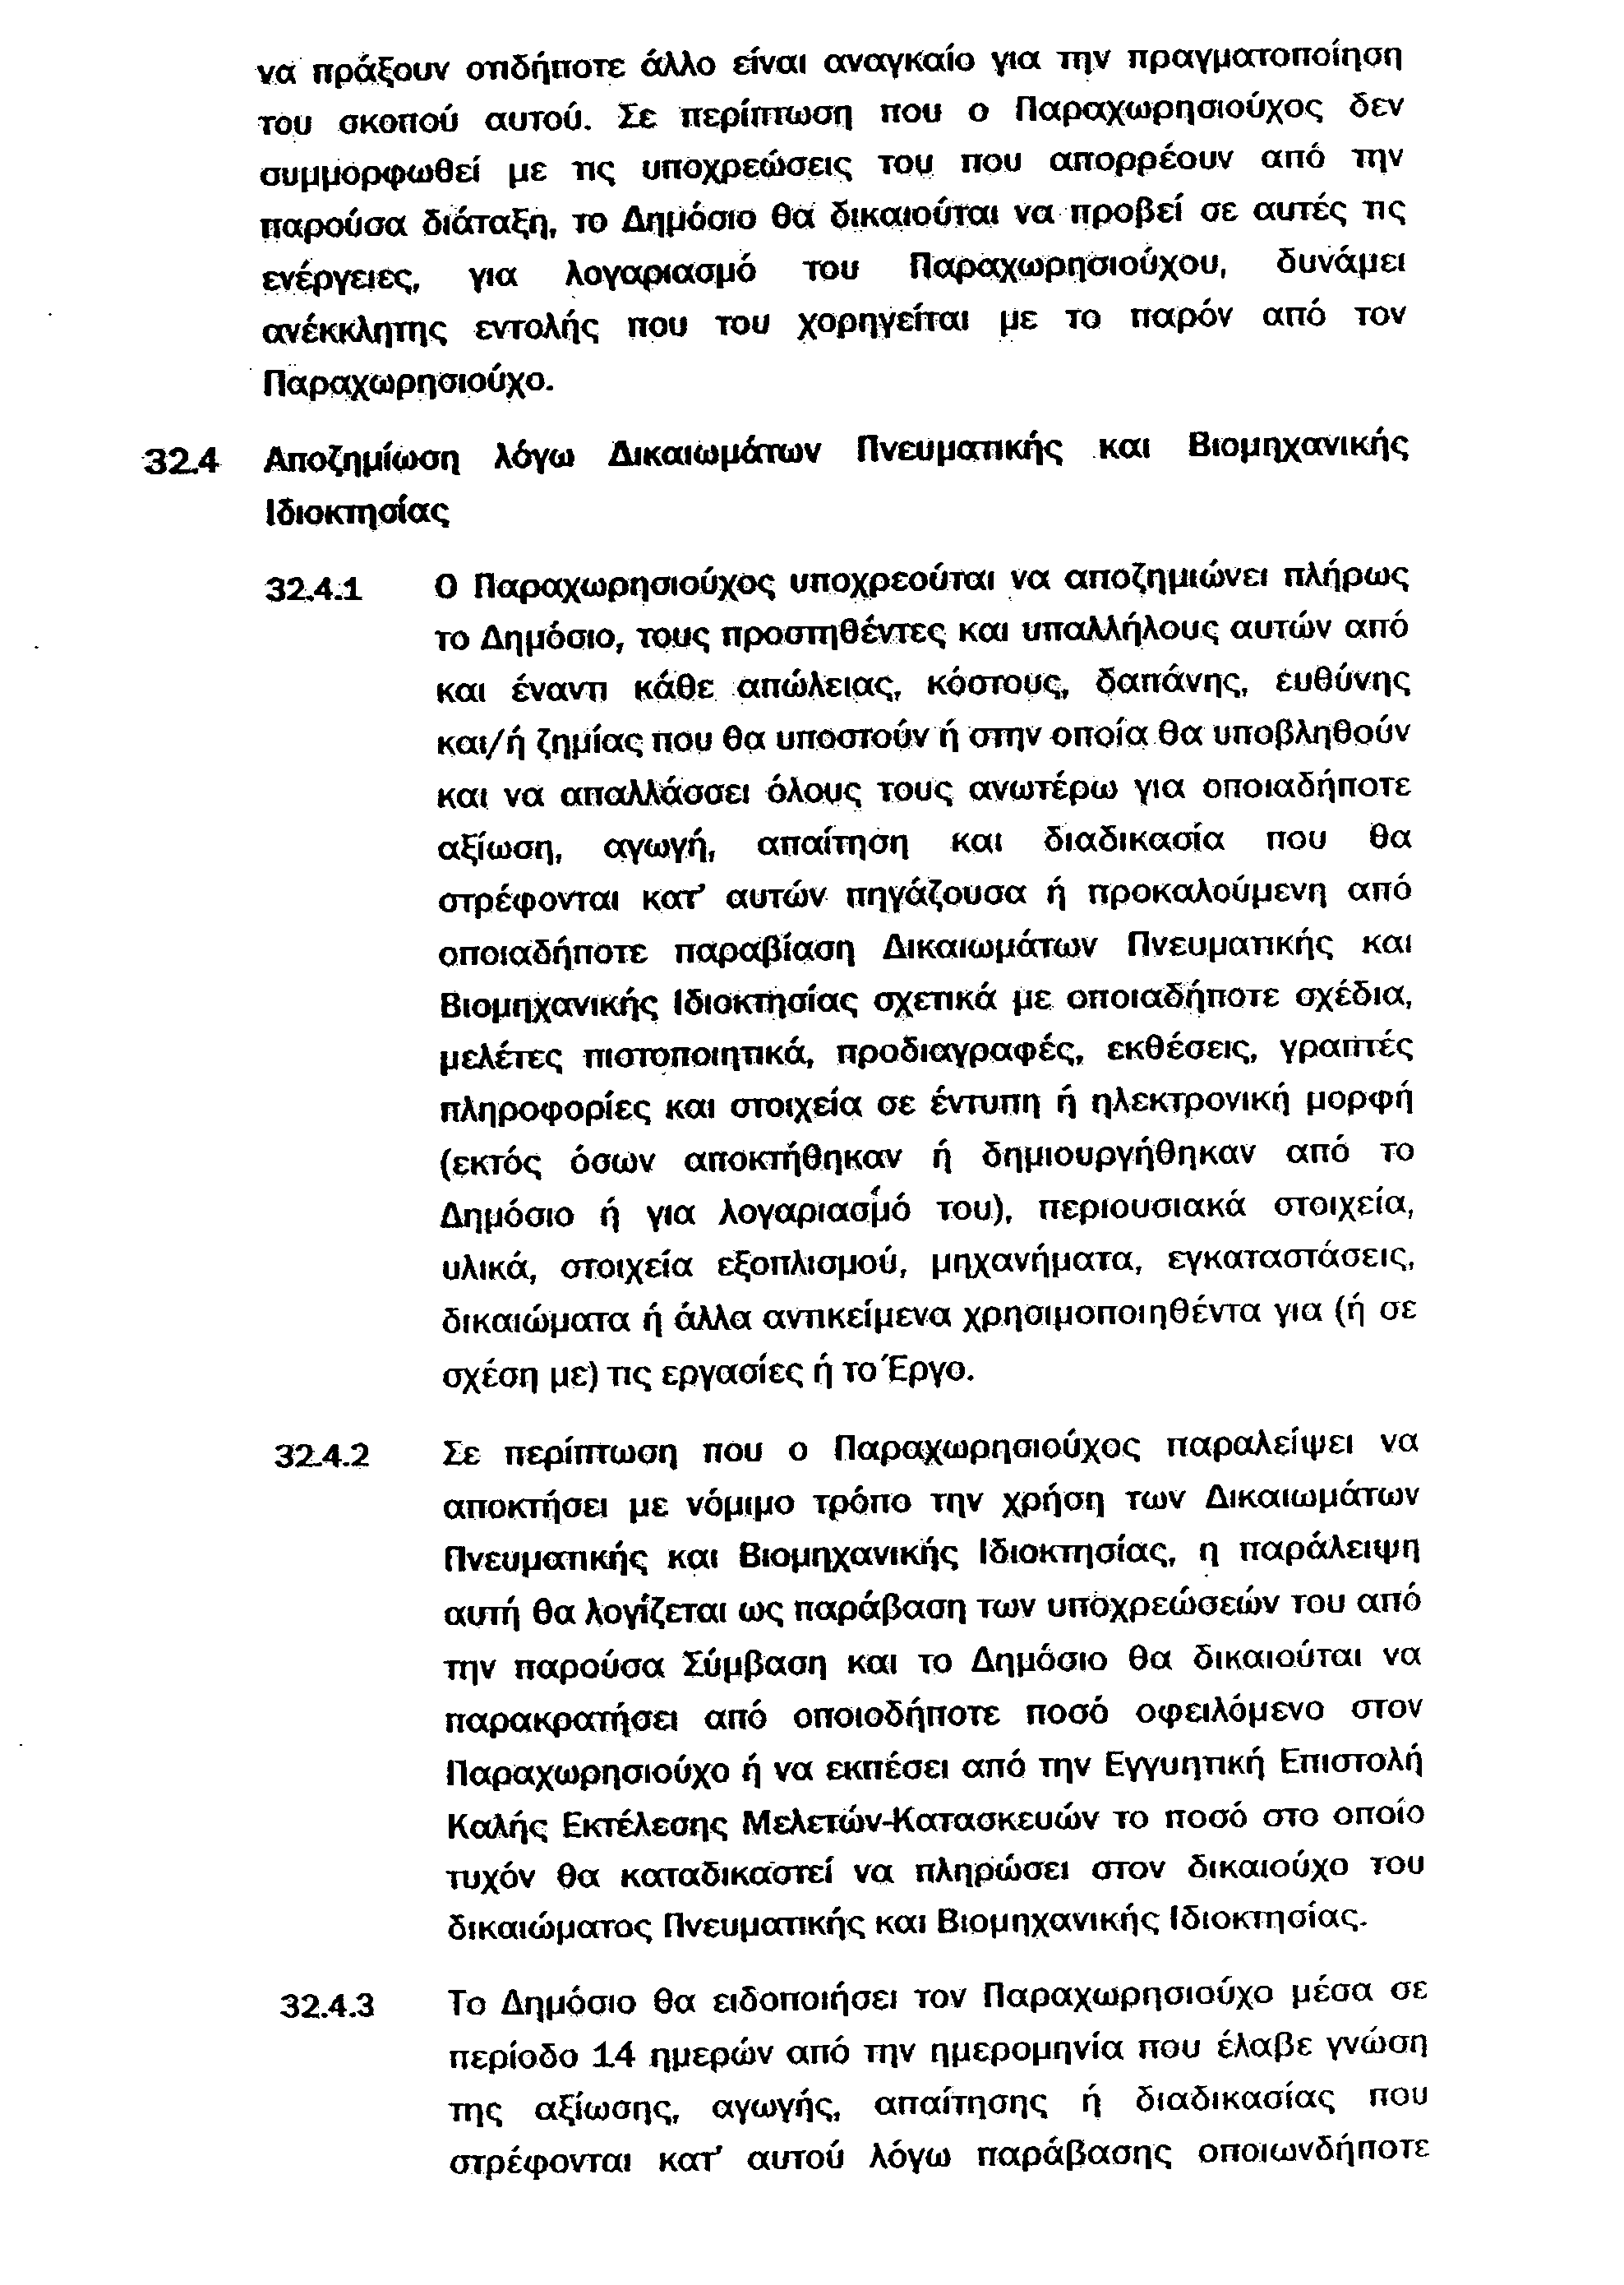 να πράξουν οτιδήποτε άλλο είναι αναγκαίο για την πραγματοποίηση
του σκοπού αυτού. Σε περίπτωση που ο Παραχωρησιούχος δεν
συμμορφωθεί με τις υποχρεώσεις του που απορρέουν από την
παρούσα διάταξη, το Δημόσιο θα δικαιούται να προβεί σε αυτές τις
ενέργειες, για λογαριασμό του Παραχωρησιούχου, δυνάμει
ανέκκλητης εντολής που του χορηγείται με το παρόν από τον
Παραχωρησιούχο.
32.4 Αποζημίωση λόγω Δικαιωμάτων Πνευματικής και Βιομηχανικής
Ιδιοκτησίας
32.4.1 Ο Παραχωρησιούχος υποχρεούται να αποζημιώνει πλήρως
το Δημόσιο, τους προστηθέντες και υπαλλήλους αυτών από
και έναντι κάθε απώλειας, κόστους, δαπάνης, ευθύνης
και/ή ζημίας που θα υποστούν ή στην οποία θα υποβληθούν
και να απαλλάσσει όλους τους ανωτέρω για οποιαδήποτε
αξίωση, αγωγή, απαίτηση και διαδικασία που θα
στρέφονται κατ' αυτών πηγάζουσα ή προκαλούμενη από
οποιαδήποτε παραβίαση Δικαιωμάτων Πνευματικής και
Βιομηχανικής Ιδιοκτησίας σχετικά με οποιαδήποτε σχέδια,
μελέτες πιστοποιητικά, προδιαγραφές, εκθέσεις, γραπτές
πληροφορίες και στοιχεία σε έντυπη ή ηλεκτρονική μορφή
(εκτός όσων αποκτήθηκαν ή δημιουργήθηκαν από το
Δημόσιο ή για λογαριασμό του), περιουσιακά στοιχεία,
υλικά, στοιχεία εξοπλισμού, μηχανήματα, εγκαταστάσεις,
δικαιώματα ή άλλα αντικείμενα χρησιμοποιηθέντα για (ή σε
σχέση με) τις εργασίες ή το Έργο.
32.4.2 Σε περίπτωση που ο Παραχωρησιούχος παραλείψει να
αποκτήσει με νόμιμο τρόπο την χρήση των Δικαιωμάτων
Πνευματικής και Βιομηχανικής Ιδιοκτησίας, η παράλειψη
αυτή θα λογίζεται ως παράβαση των υποχρεώσεών του από
την παρούσα Σύμβαση και το Δημόσιο θα δικαιούται να
παρακρατήσει από οποιοδήποτε ποσό οφειλόμενο στον
Παραχωρησιούχο ή να εκπέσει από την Εγγυητική Επιστολή
Καλής Εκτέλεσης Μελετών-Κατασκευών το ποσό στο οποίο
τυχόν θα καταδικαστεί να πληρώσει στον δικαιούχο του
δικαιώματος Πνευματικής και Βιομηχανικής Ιδιοκτησίας.
32.4.3 Το Δημόσιο θα ειδοποιήσει τον Παραχωρησιούχο μέσα σε
περίοδο 14 ημερών από την ημερομηνία που έλαβε γνώση
της αξίωσης, αγωγής, απαίτησης ή διαδικασίας που
στρέφονται κατ' αυτού λόγω παράβασης οποιωνδήποτε